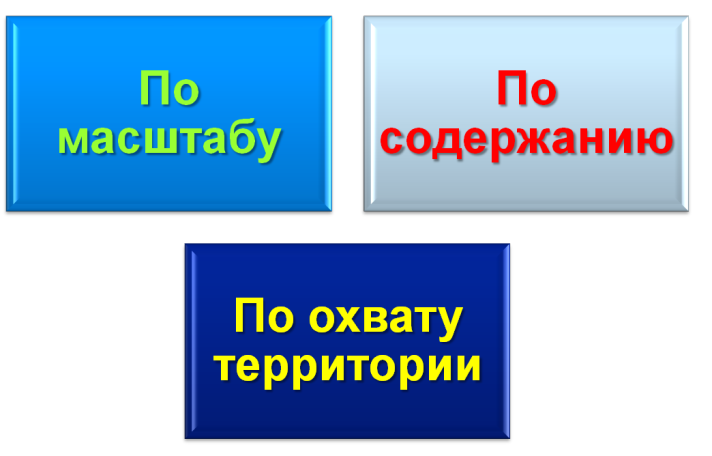 По
масштабу
По
содержанию
По охвату
территории